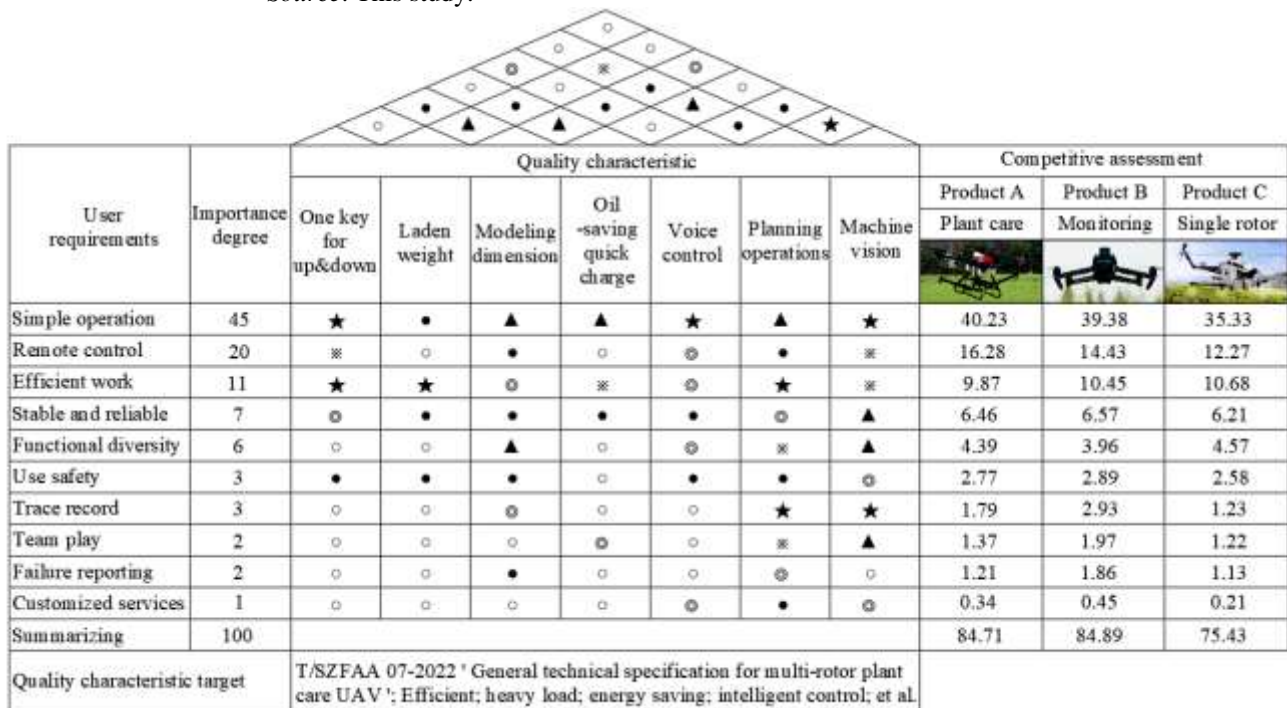 Source: This study.
Quality characteristic
Competitive assessment
User requirements
Importance degree
One key for up&down
Laden weight
Modeling dimension
Oil -saving quick charge
Voice control
Planning operations
Machine vision
Product A
Product B
Product C
Plant care
Monitoring
Single rotor
Simple operation 45 ★ ● ▲ ▲ ★ ▲ ★ 40.23 39.38 35.33
Remote control 20 ※ ○ ● ○ ◎ ● ※ 16.28 14.43 12.27
Efficient work 11 ★ ★ ◎ ※ ◎ ★ ※ 9.87 10.45 10.68
Stable and reliable 7 ◎ ● ● ● ● ◎ ▲ 6.46 6.57 6.21
Functional diversity 6 ○ ○ ▲ ○ ◎ ※ ▲ 4.39 3.96 4.57
Use safety 3 ● ● ● ○ ● ● ◎ 2.77 2.89 2.58
Trace record 3 ○ ○ ◎ ○ ○ ★ ★ 1.79 2.93 1.23
Team play 2 ○ ○ ○ ◎ ○ ※ ▲ 1.37 1.97 1.22
Failure reporting 2 ○ ○ ● ○ ○ ◎ ○ 1.21 1.86 1.13
Customized services 1 ○ ○ ○ ○ ◎ ● ◎ 0.34 0.45 0.21
Summarizing 100 84.71 84.89 75.43
Quality characteristic target
T/SZFAA 07-2022 ' General technical specification for multi-rotor plant
care UAV '; Efficient; heavy load; energy saving; intelligent control; et al.